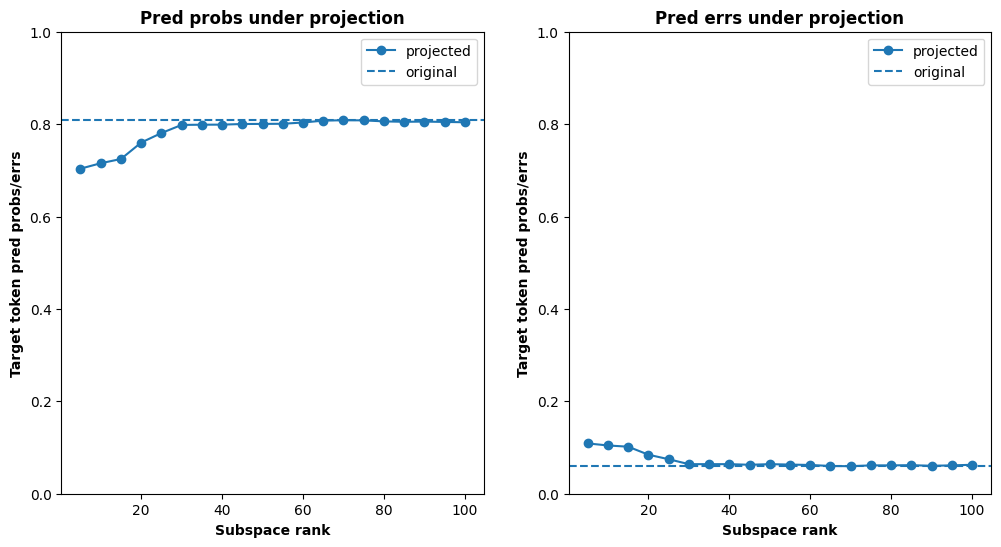 Pred probs under projection
Target token pred probs/errs
1.0
0.8
0.6
0.4
0.2
0.0
projected
original
20
40
60
80
100
Subspace rank
Pred errs under projection
Target token pred probs/errs
1.0
0.8
0.6
0.4
0.2
0.0
projected
original
20
40
60
80
100
Subspace rank